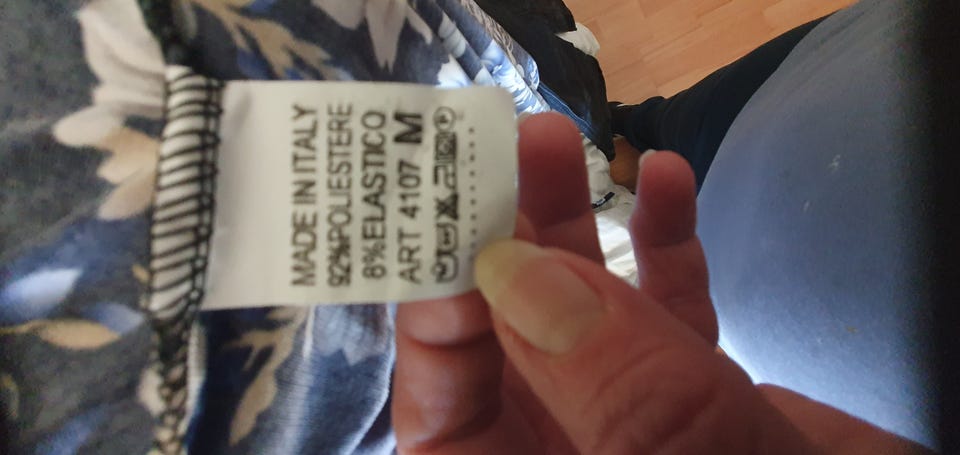 MADE IN ITALY
92%POLIESTERE
8%ELASTICO
ART 4107 M